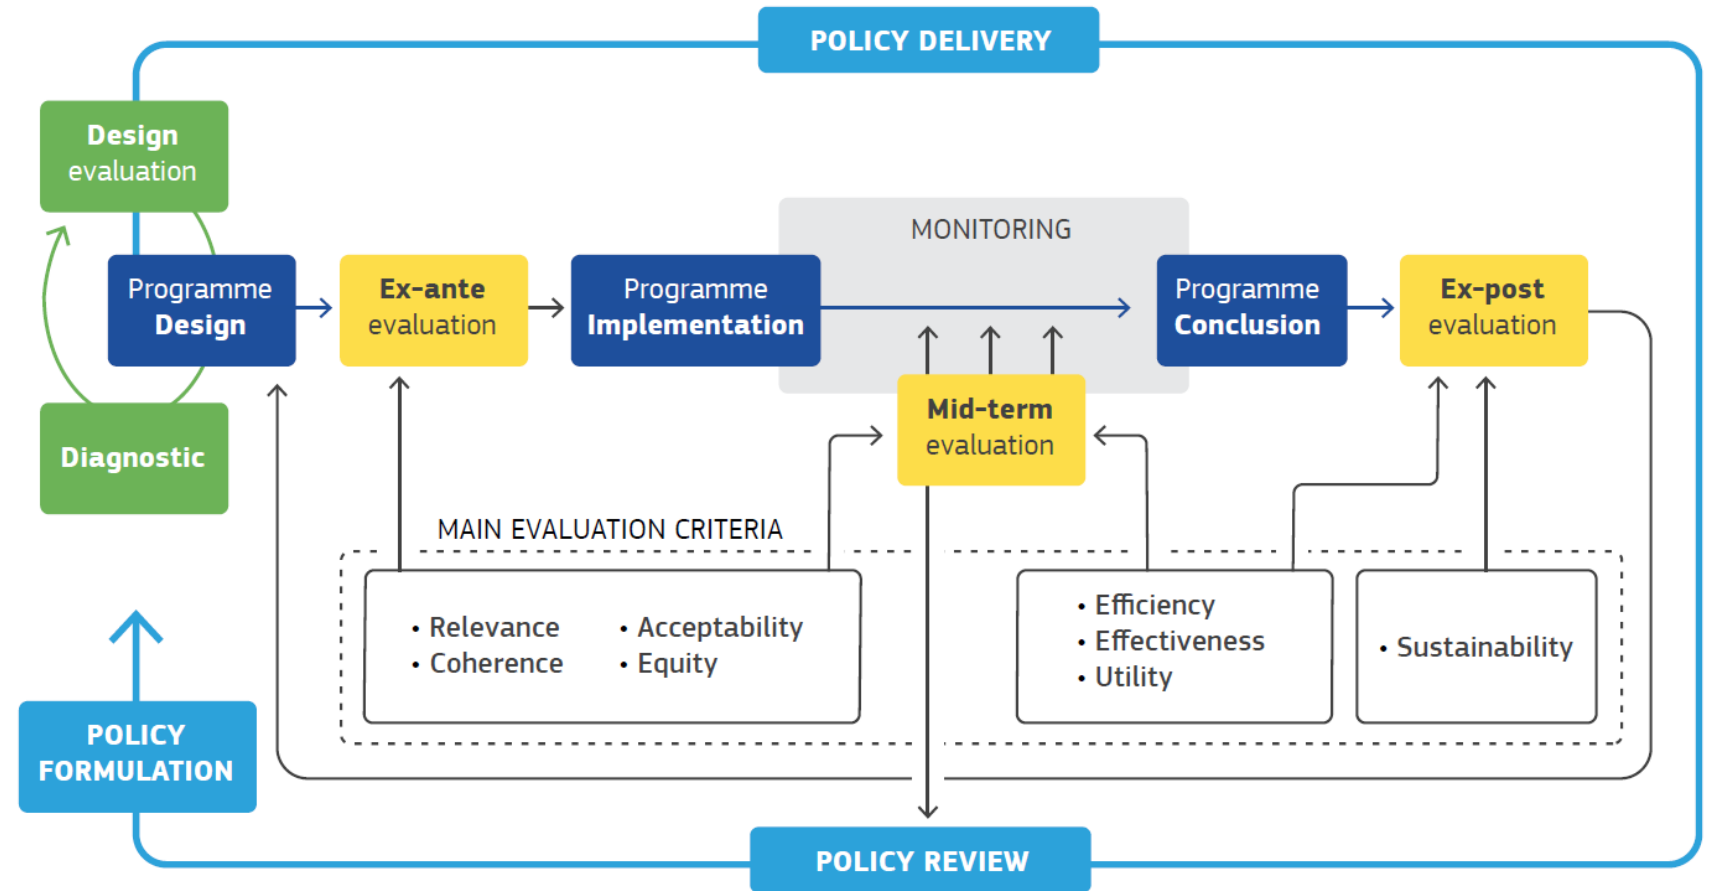 POLICY DELIVERY
Design
evaluation
MONITORING
Programme
Design
Ex-ante
evaluation
Programme
Implementation
Programme
Conclusion
Ex-post
evaluation
Mid-term
evaluation
Diagnostic
MAIN EVALUATION CRITERIA
• Relevance
• Coherence
• Acceptability
• Equity
• Efficiency
• Effectiveness
• Utility
• Sustainability
POLICY
FORMULATION
POLICY REVIEW